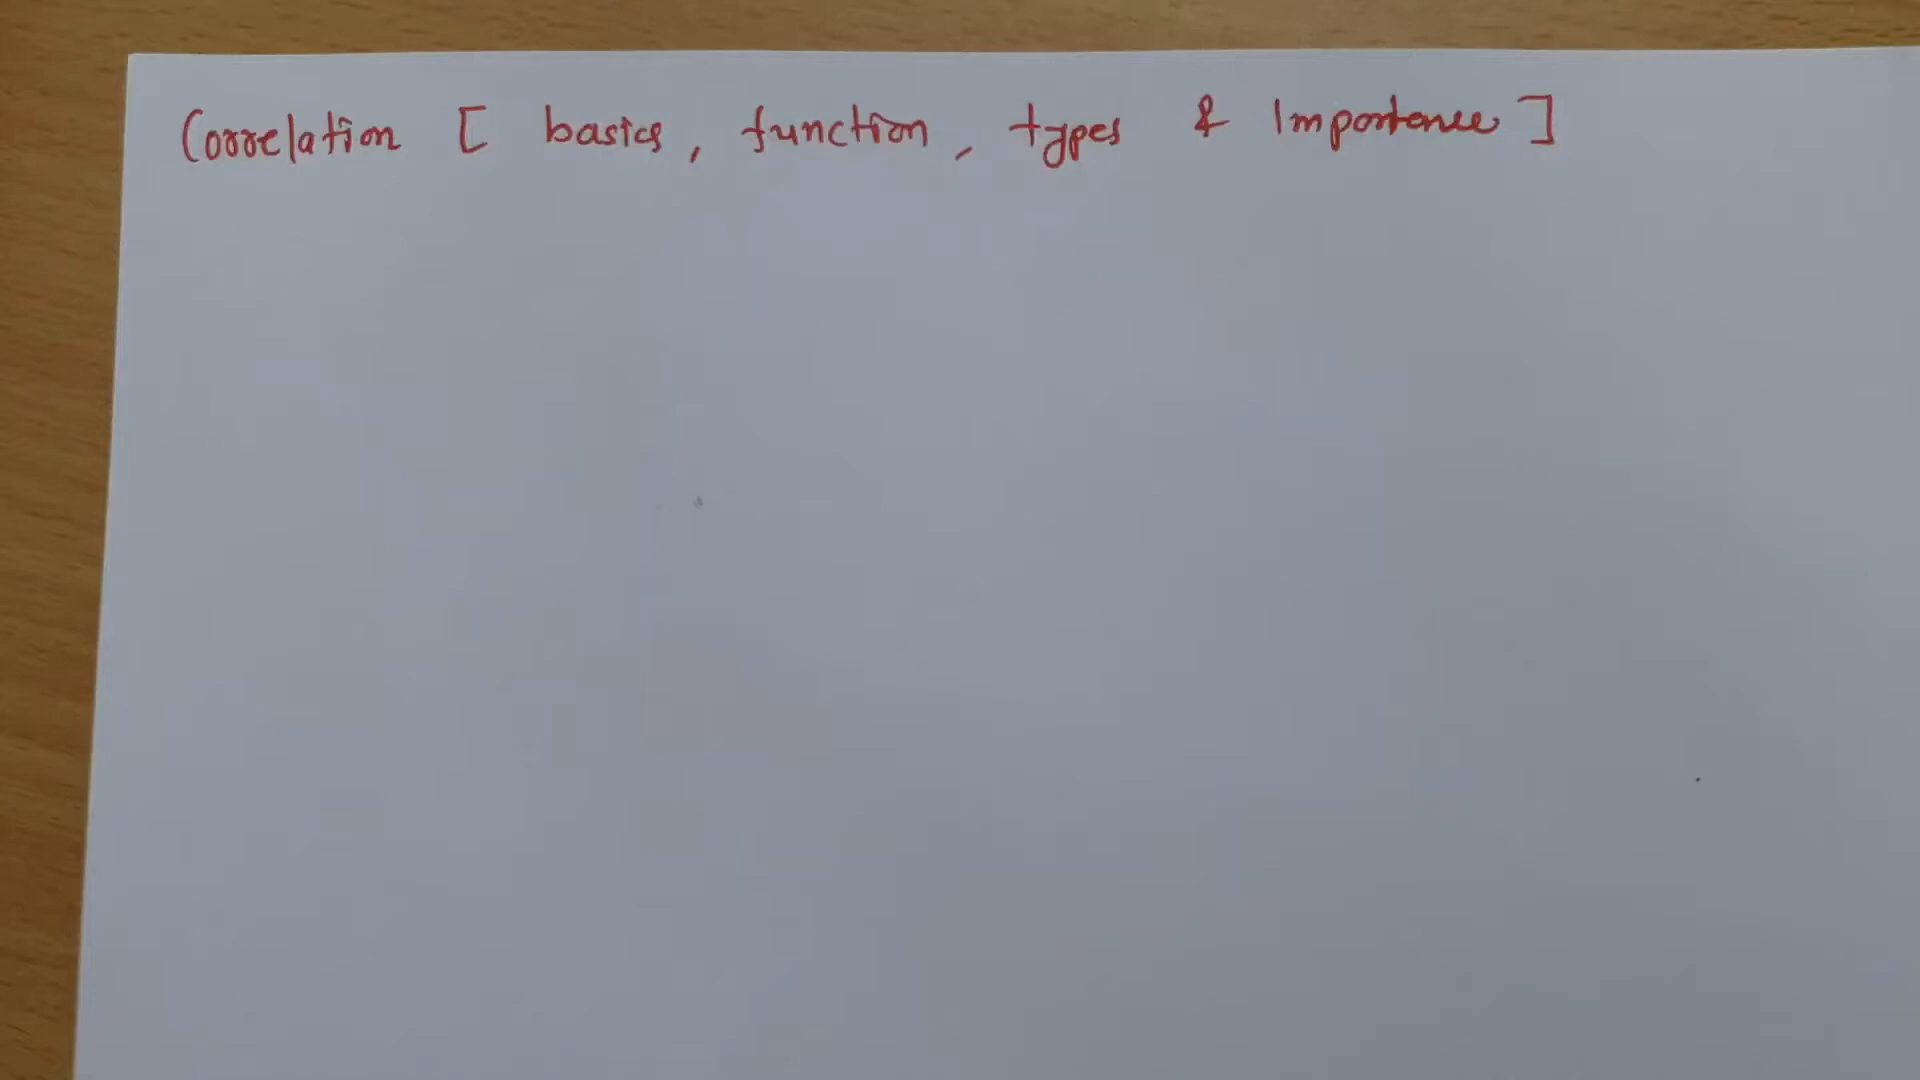 Correlation [ basics, function, types & Importance ]